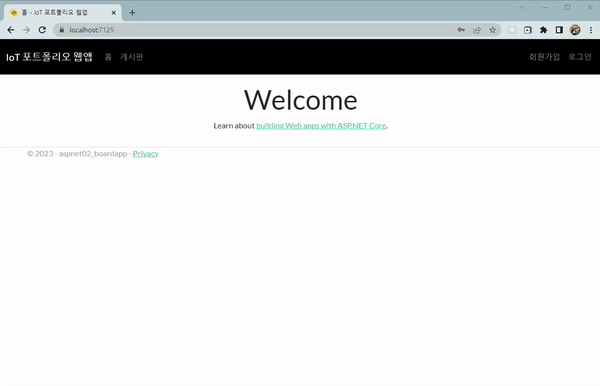 홈 - IoT 포트폴리오 웹앱
localhost:7125
IoT 포트폴리오 웹앱 홈 게시판 회원가입 로그인
Welcome
Learn about building Web apps with ASP.NET Core.
© 2023 - aspnet02_boardapp - Privacy